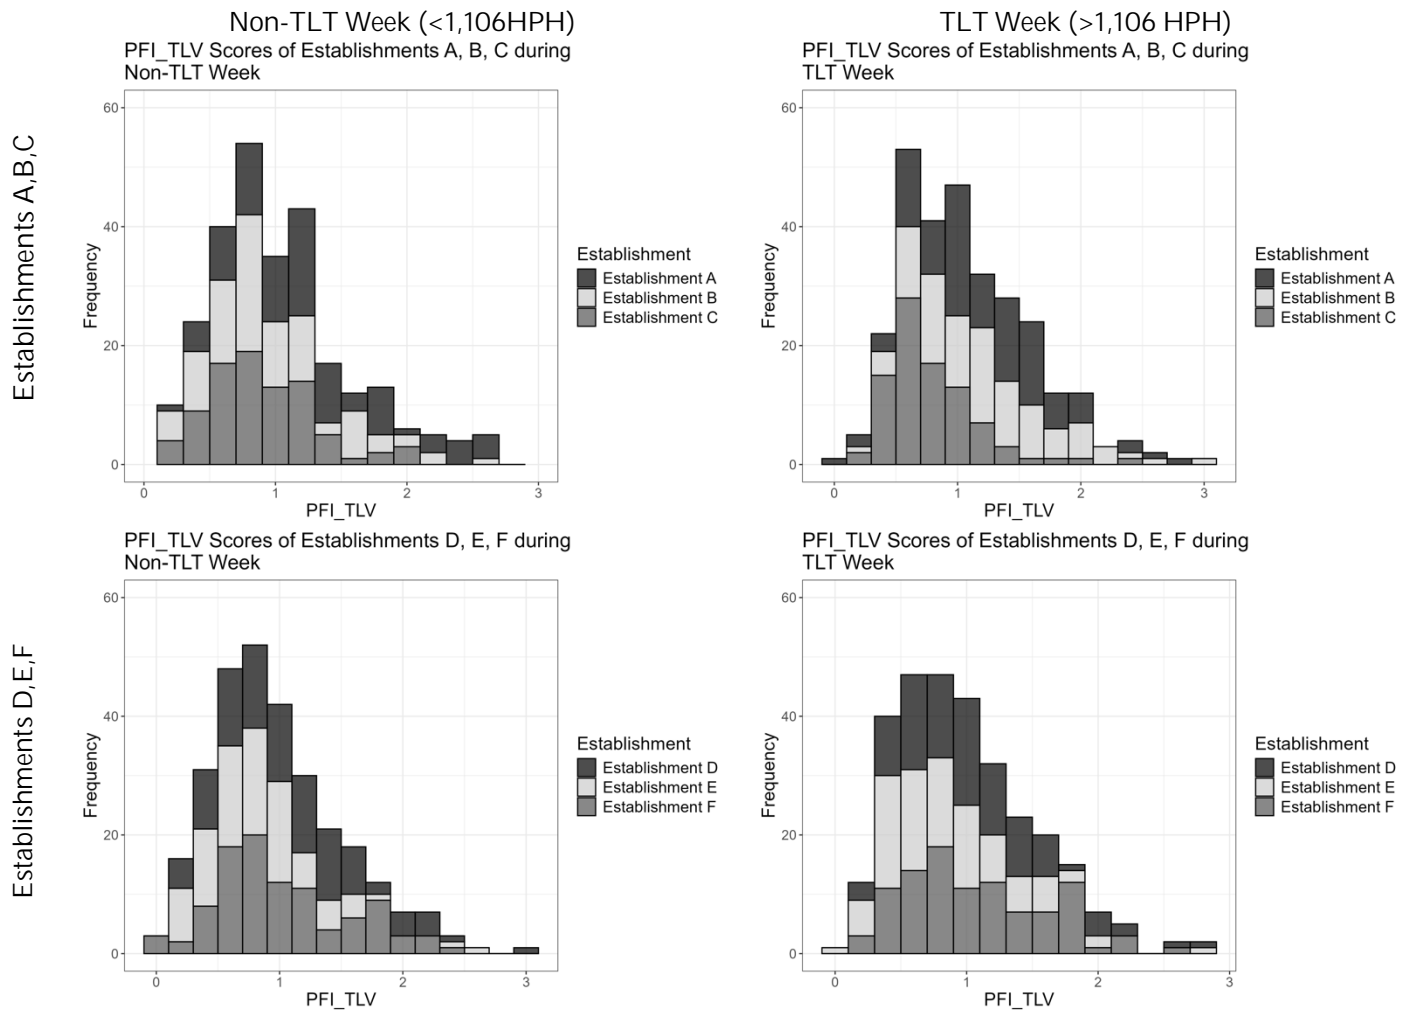 Non-TLT Week (<1,106HPH)
TLT Week (>1,106 HPH)
Establishments A,B,C
PFI_TLV Scores of Establishments A, B, C during
Non-TLT Week
60
40
20
0
Frequency
0
1
2
3
PFI_TLV
Establishment
Establishment A
Establishment B
Establishment C
PFI_TLV Scores of Establishments A, B, C during
TLT Week
60
40
20
0
Frequency
0
1
2
3
PFI_TLV
Establishment
Establishment A
Establishment B
Establishment C
Establishments D,E,F
PFI_TLV Scores of Establishments D, E, F during
Non-TLT Week
60
40
20
0
Frequency
0
1
2
3
PFI_TLV
Establishment
Establishment D
Establishment E
Establishment F
PFI_TLV Scores of Establishments D, E, F during
TLT Week
60
40
20
0
Frequency
0
1
2
3
PFI_TLV
Establishment
Establishment D
Establishment E
Establishment F